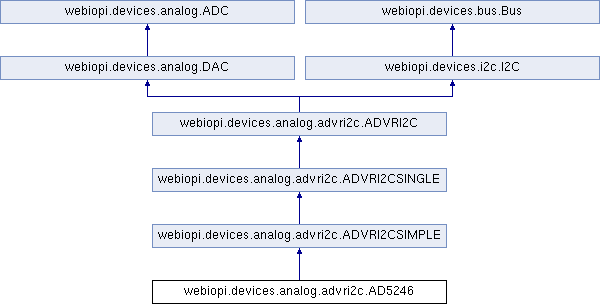 webiopi.devices.analog.ADC
webiopi.devices.bus.Bus
webiopi.devices.analog.DAC
webiopi.devices.i2c.I2C
webiopi.devices.analog.advri2c.ADVRI2C
webiopi.devices.analog.advri2c.ADVRI2CSINGLE
webiopi.devices.analog.advri2c.ADVRI2CSIMPLE
webiopi.devices.analog.advri2c.AD5246